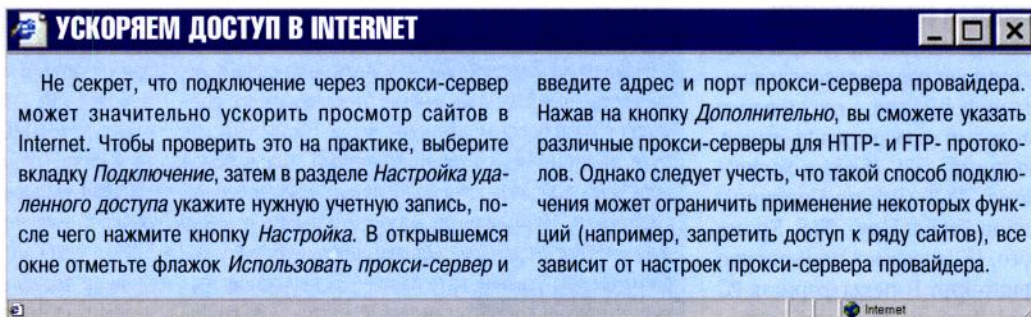 УСКОРЯЕМ ДОСТУП В INTERNET
Не секрет, что подключение через прокси-сервер
может значительно ускорить просмотр сайтов в
Internet. Чтобы проверить это на практике, выберите
вкладку Подключение, затем в разделе Настройка уда-
ленного доступа укажите нужную учетную запись, по-
сле чего нажмите кнопку Настройка. В открывшемся
окне отметьте флажок Использовать прокси-сервер и
введите адрес и порт прокси-сервера провайдера.
Нажав на кнопку Дополнительно, вы сможете указать
различные прокси-серверы для HTTP- и FTP- протоко-
лов. Однако следует учесть, что такой способ подклю-
чения может ограничить применение некоторых функ-
ций (например, запретить доступ к ряду сайтов), все
зависит от настроек прокси-сервера провайдера.
Internet